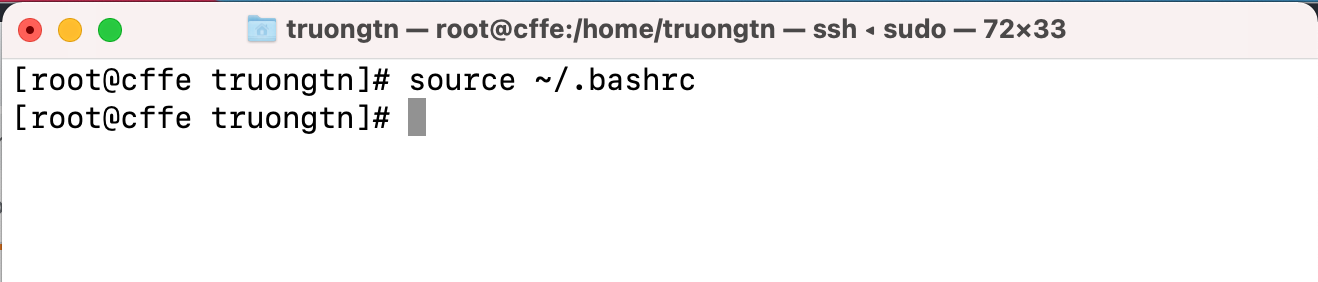 truongtn — root@cffe:/home/truongtn — ssh ◂ sudo — 72×33
[root@cffe truongtn]# source ~/.bashrc
[root@cffe truongtn]#